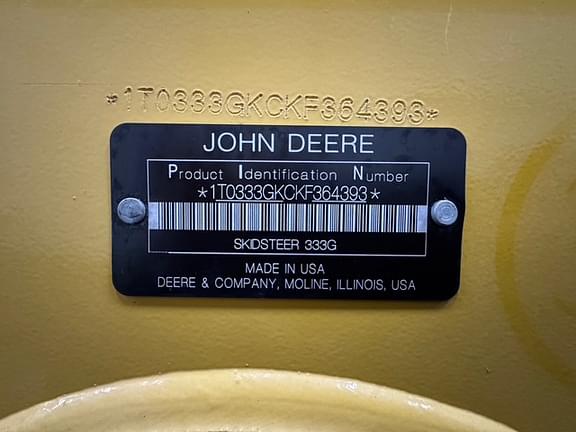 *1T0333GKCKF364393*
JOHN DEERE
Product Identification Number
*1T0333GKCKF364393*
SKIDSTEER 333G
MADE IN USA
DEERE & COMPANY, MOLINE, ILLINOIS, USA